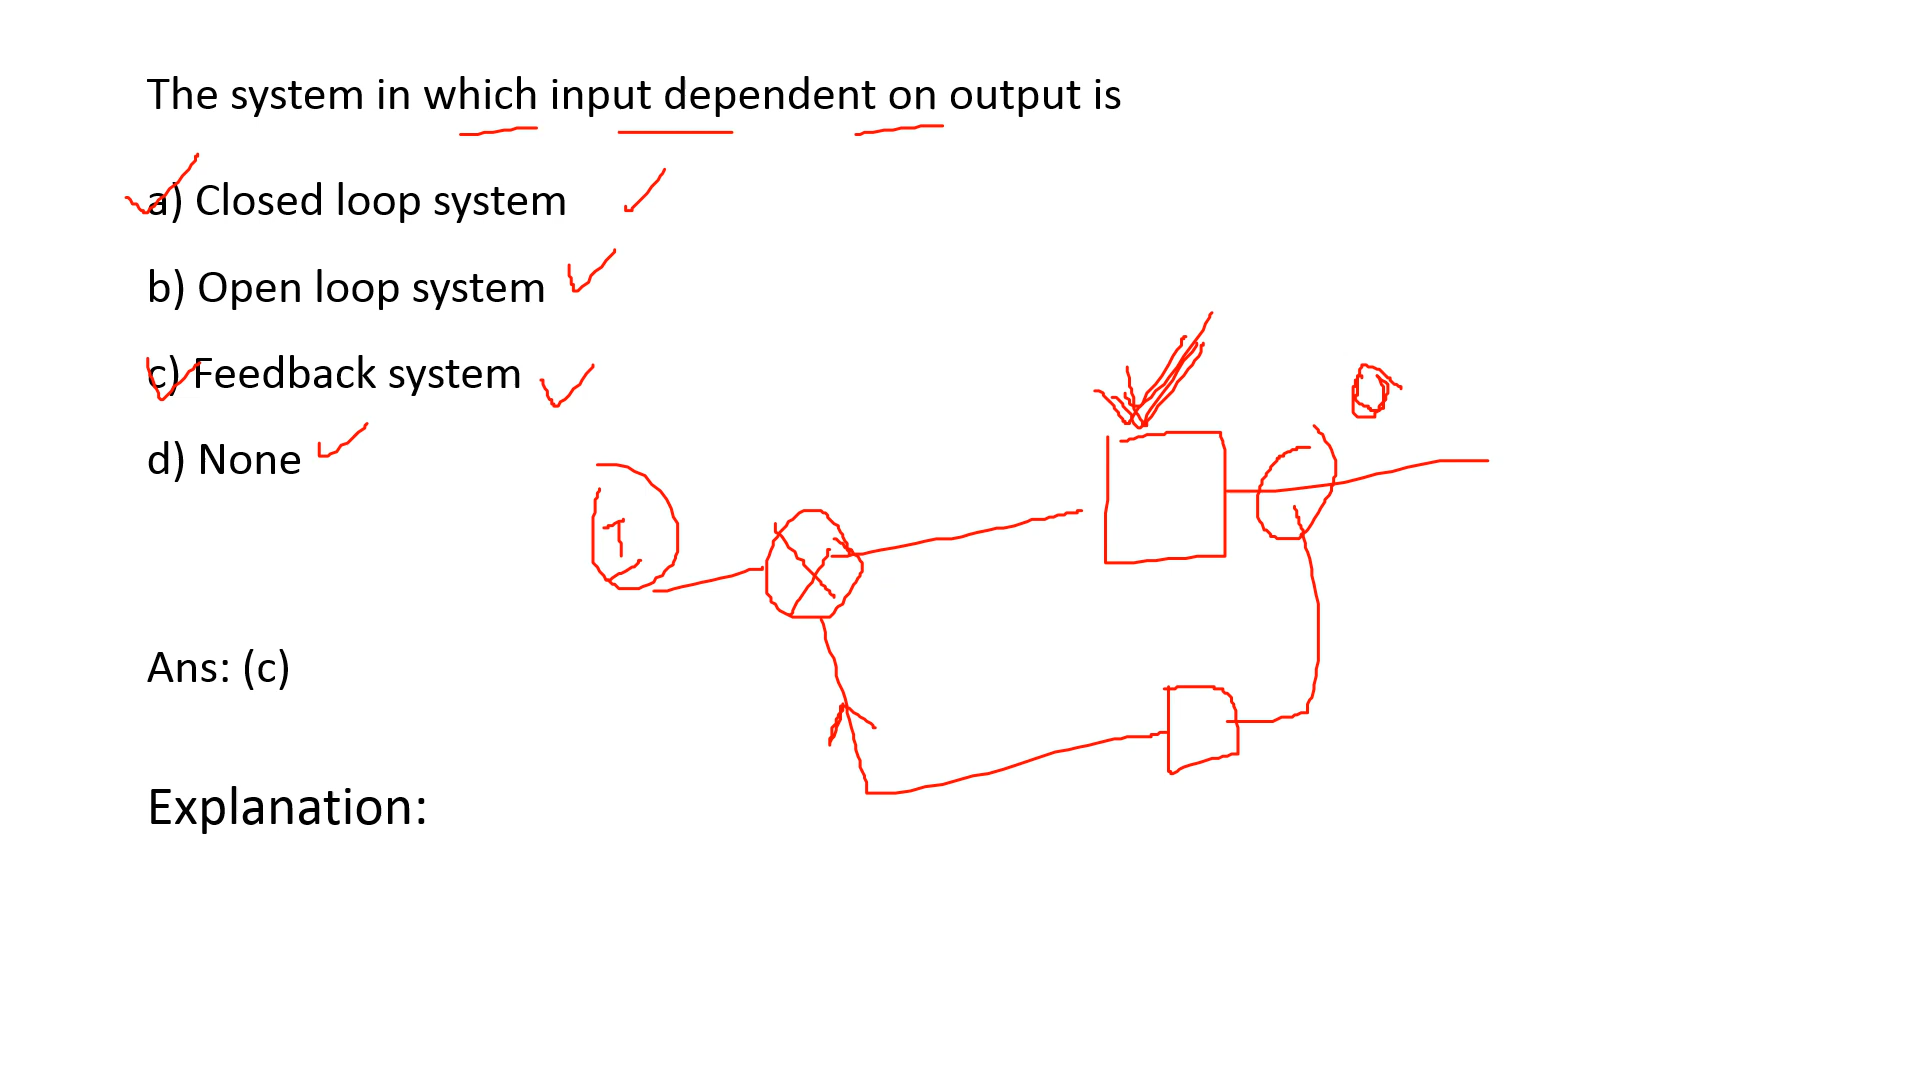 The system in which input dependent on output is
a) Closed loop system
b) Open loop system
c) Feedback system
d) None
I
O
Ans: (c)
Explanation: